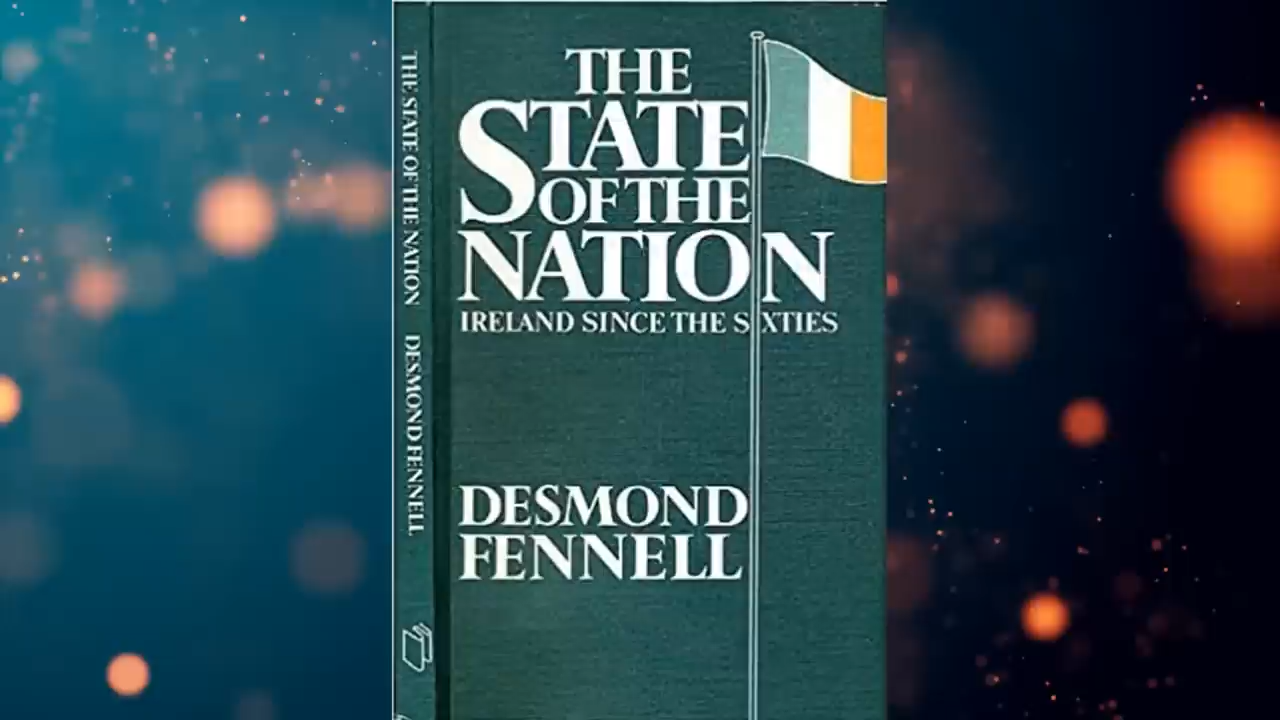 THE STATE OF THE NATION DESMOND FENNELL
THE
STATE
OF THE
NATION
IRELAND SINCE THE SIXTIES
DESMOND
FENNELL